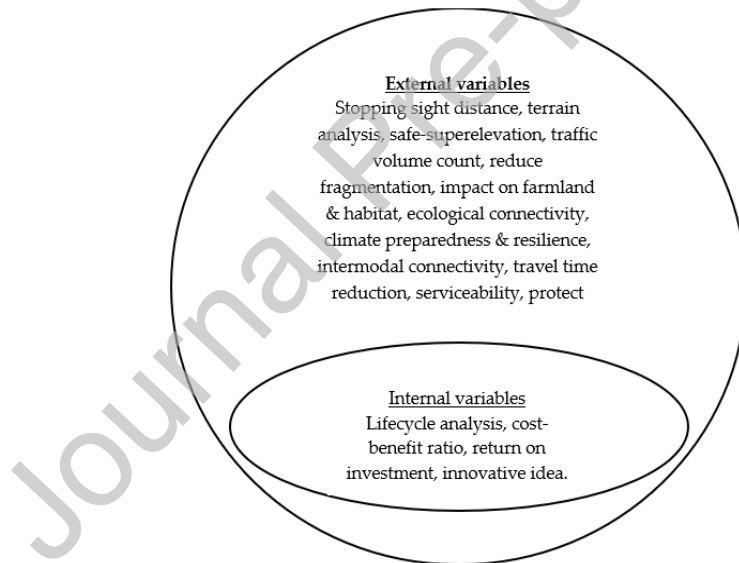 External variables
Stopping sight distance, terrain
analysis, safe-superelevation, traffic
volume count, reduce
fragmentation, impact on farmland
& habitat, ecological connectivity,
climate preparedness & resilience,
intermodal connectivity, travel time
reduction, serviceability, protect
Internal variables
Lifecycle analysis, cost-
benefit ratio, return on
investment, innovative idea.
Journal Pre-p